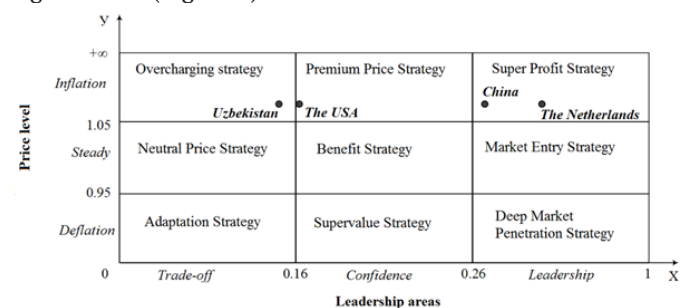 y
+∞
Overcharging strategy Premium Price Strategy Super Profit Strategy
Inflation
China
Uzbekistan The USA The Netherlands
Price level
1.05
Steady Neutral Price Strategy Benefit Strategy Market Entry Strategy
0.95
Adaptation Strategy Supervalue Strategy Deep Market
Penetration Strategy
Deflation
0 Trade-off 0.16 Confidence 0.26 Leadership 1 X
Leadership areas